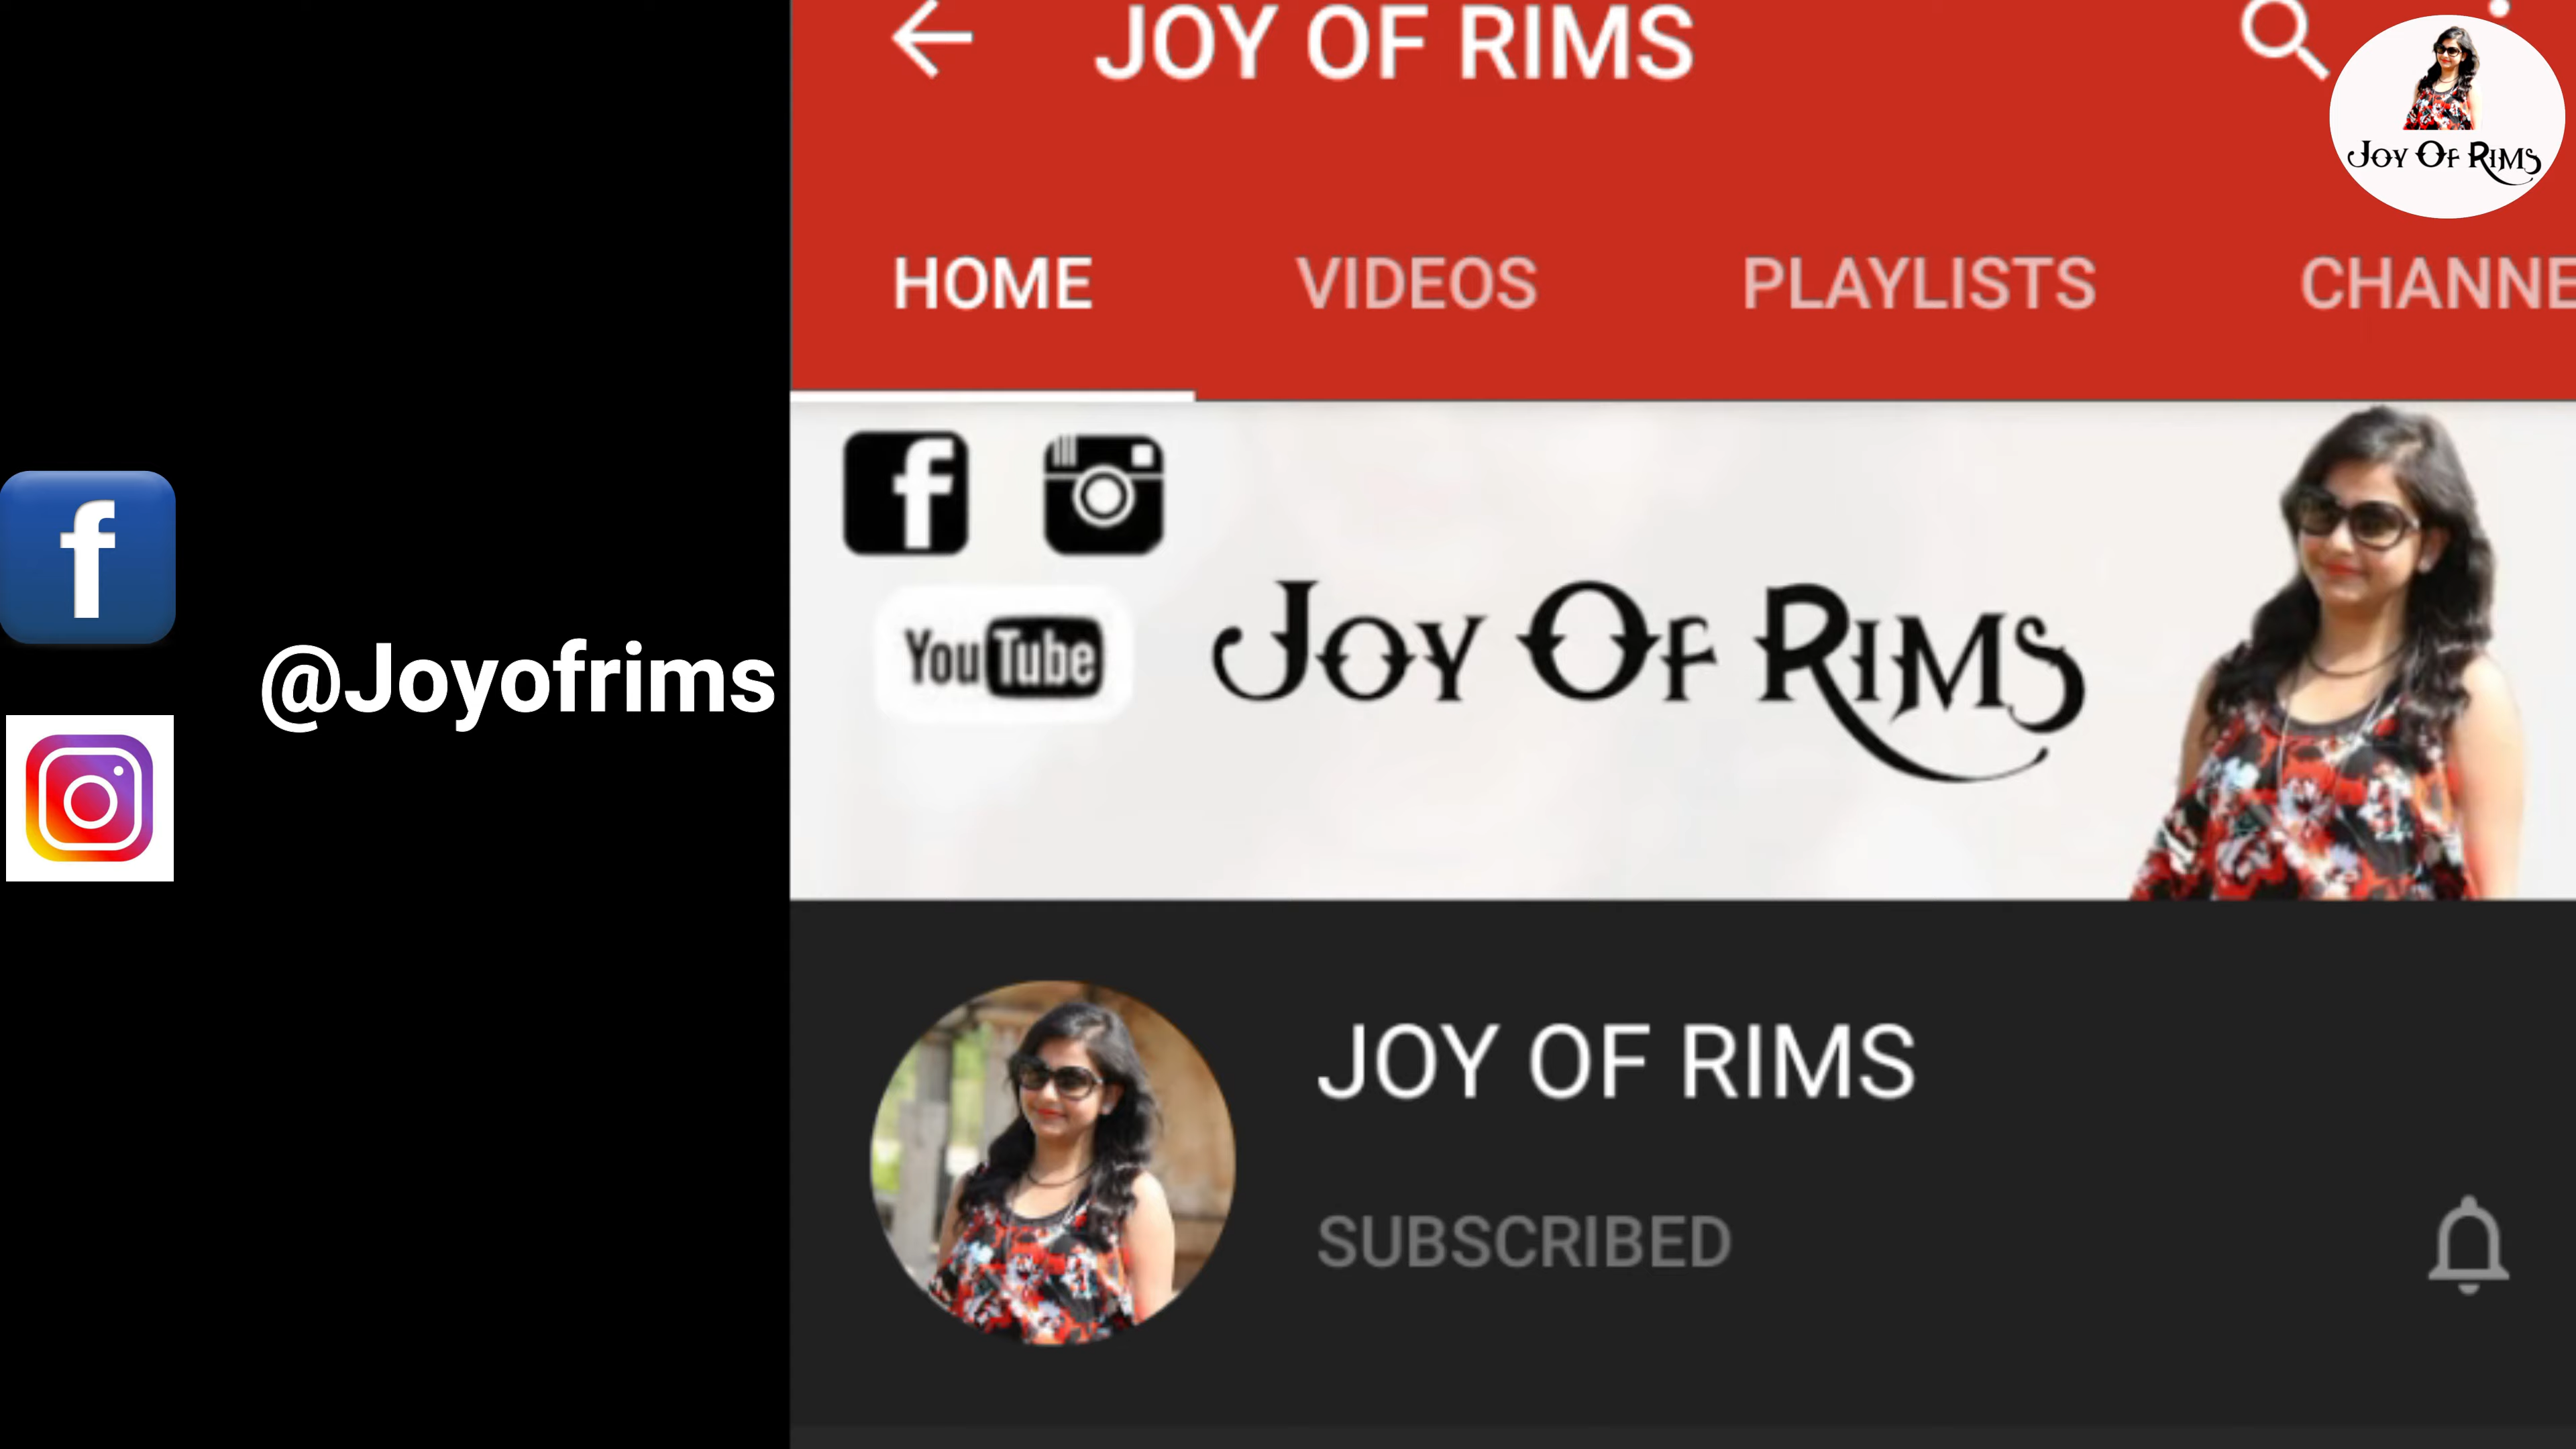 JOY OF RIMS
JOY OF RIMS
HOME VIDEOS PLAYLISTS CHANNE
f
f
YouTube
JOY OF RIMS
@Joyofrims
JOY OF RIMS
SUBSCRIBED